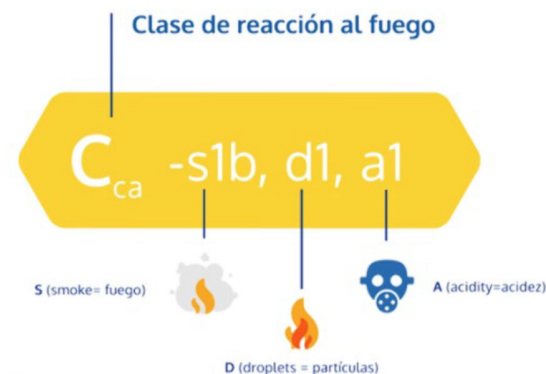 Clase de reacción al fuego
Cca -s1b, d1, a1
S (smoke= fuego)
A (acidity=acidez)
D (droplets = partículas)